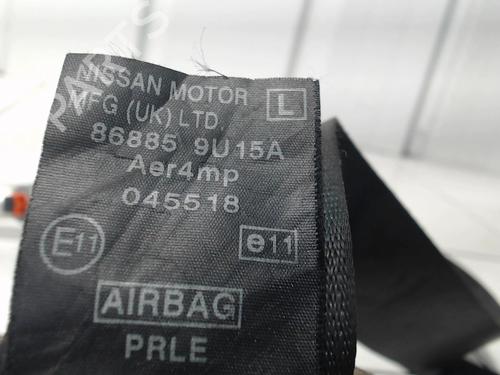 NISSAN MOTOR
MFG (UK) LTD L
86885 9U15A
Aer4mp
045518
E11 e11
AIRBAG
PRLE